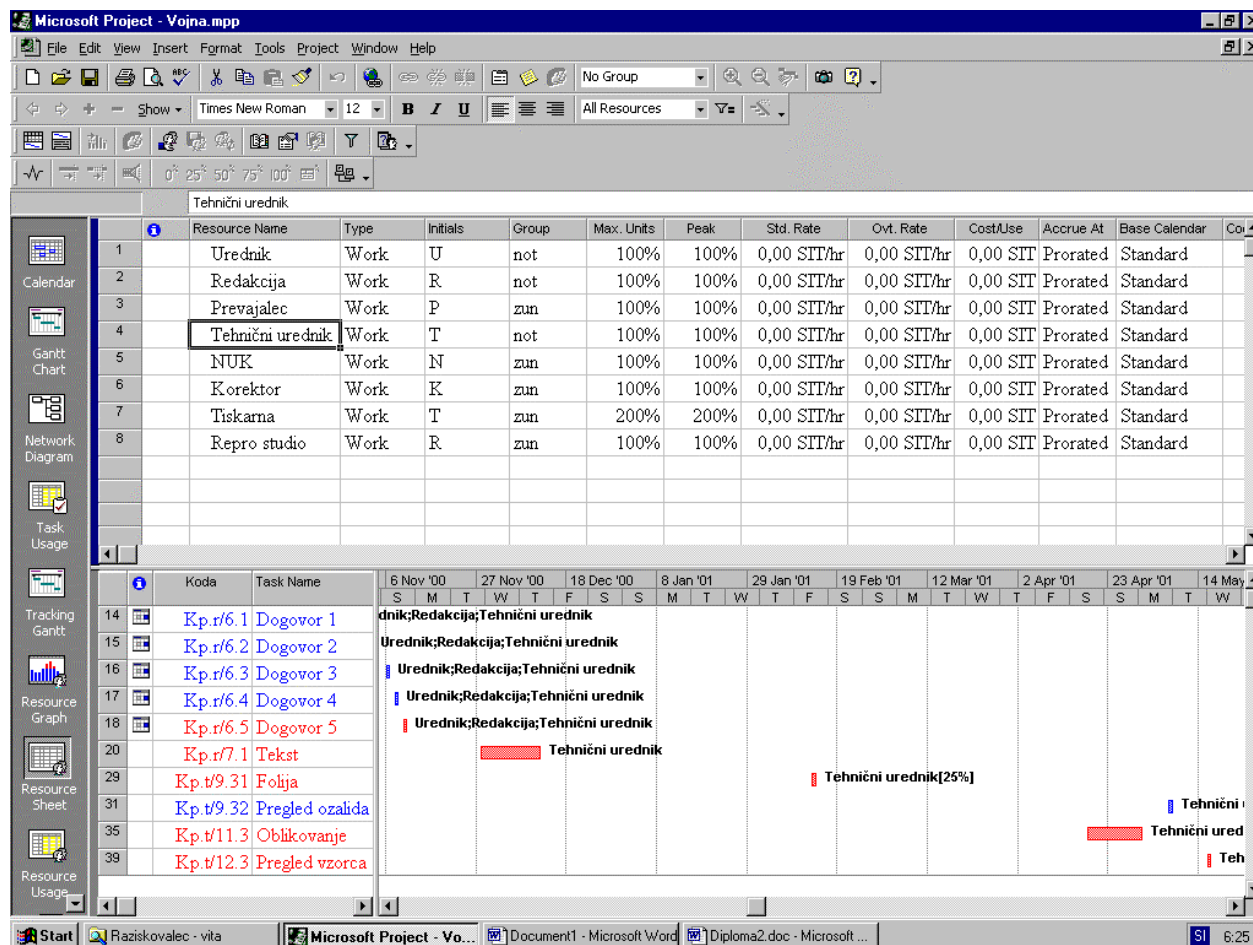 Microsoft Project - Vojna.mpp
File Edit View Insert Format Tools Project Window Help
No Group
Show Times New Roman 12 B I U All Resources
0% 25% 50% 75% 100%
Tehnični urednik
Resource Name Type Initials Group Max. Units Peak Std. Rate Ovt. Rate Cost/Use Accrue At Base Calendar
1 Urednik Work U not 100% 100% 0,00 SIT/hr 0,00 SIT/hr 0,00 SIT Prorated Standard
2 Redakcija Work R not 100% 100% 0,00 SIT/hr 0,00 SIT/hr 0,00 SIT Prorated Standard
3 Prevajalec Work P zun 100% 100% 0,00 SIT/hr 0,00 SIT/hr 0,00 SIT Prorated Standard
4 Tehnični urednik Work T not 100% 100% 0,00 SIT/hr 0,00 SIT/hr 0,00 SIT Prorated Standard
5 NUK Work N zun 100% 100% 0,00 SIT/hr 0,00 SIT/hr 0,00 SIT Prorated Standard
6 Korektor Work K zun 100% 100% 0,00 SIT/hr 0,00 SIT/hr 0,00 SIT Prorated Standard
7 Tiskarna Work T zun 200% 200% 0,00 SIT/hr 0,00 SIT/hr 0,00 SIT Prorated Standard
8 Repro studio Work R zun 100% 100% 0,00 SIT/hr 0,00 SIT/hr 0,00 SIT Prorated Standard
Calendar
Gantt
Chart
Network
Diagram
Task
Usage
Tracking
Gantt
Resource
Graph
Resource
Sheet
Resource
Usage
Koda Task Name 6 Nov '00 27 Nov '00 18 Dec '00 8 Jan '01 29 Jan '01 19 Feb '01 12 Mar '01 2 Apr '01 23 Apr '01 14 May
S M T W T F S S M T W T F S S M T W T F S S M T W
14 Kp.r/6.1 Dogovor 1 dnik;Redakcija;Tehnični urednik
15 Kp.r/6.2 Dogovor 2 Urednik;Redakcija;Tehnični urednik
16 Kp.r/6.3 Dogovor 3 Urednik;Redakcija;Tehnični urednik
17 Kp.r/6.4 Dogovor 4 Urednik;Redakcija;Tehnični urednik
18 Kp.r/6.5 Dogovor 5 Urednik;Redakcija;Tehnični urednik
20 Kp.r/7.1 Tekst Tehnični urednik
29 Kp.t/9.31 Folija Tehnični urednik[25%]
31 Kp.t/9.32 Pregled ozalida Tehnični
35 Kp.t/11.3 Oblikovanje Tehnični ured
39 Kp.t/12.3 Pregled vzorca Teh
Start Raziskovalec - vita Microsoft Project - Vo... Document1 - Microsoft Word Diploma2.doc - Microsoft ... SI 6:25